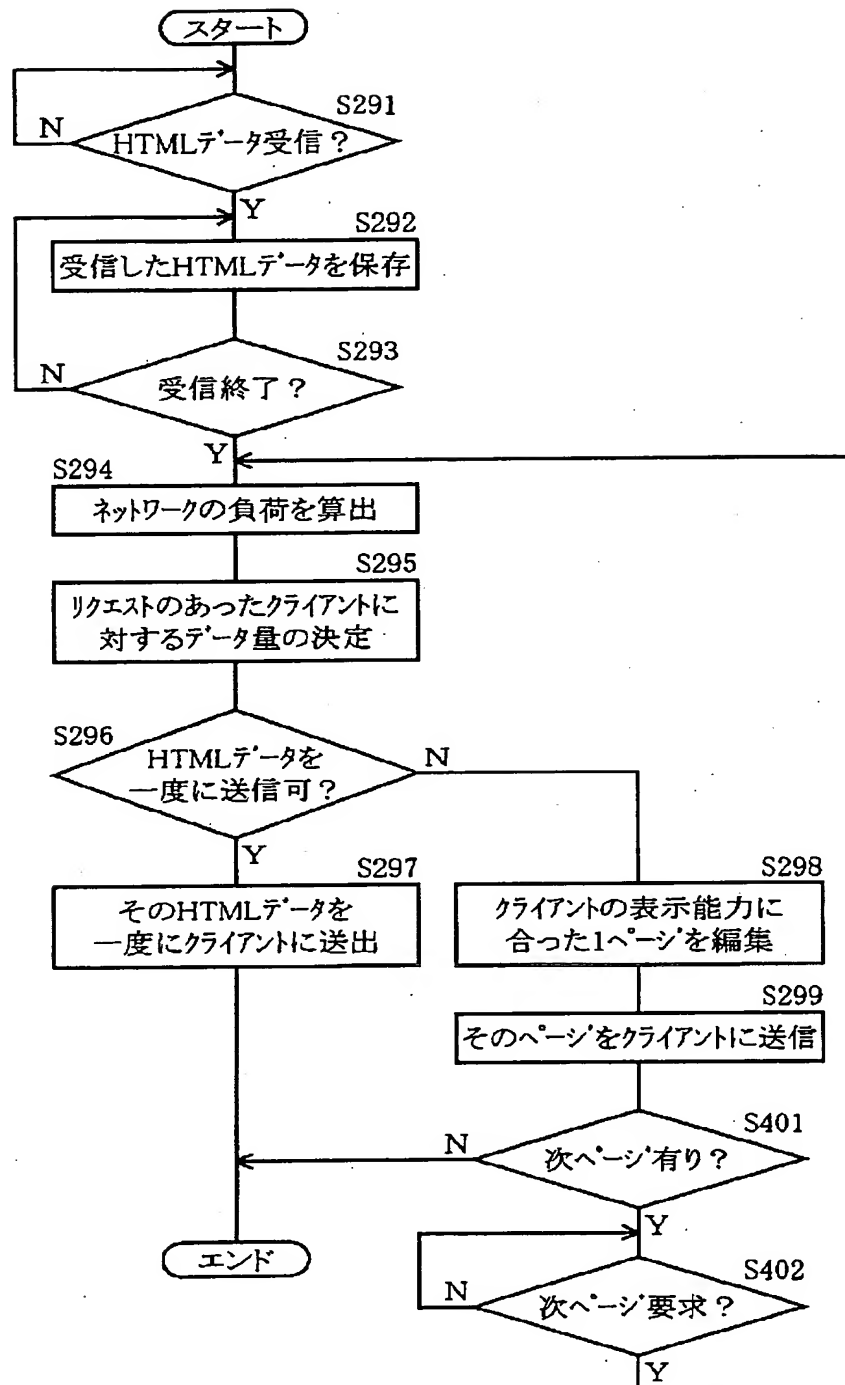 スタート
S291
N
HTMLデータ受信?
Y
S292
受信したHTMLデータを保存
S293
N
受信終了?
Y
S294
ネットワークの負荷を算出
S295
リクエストのあったクライアントに
対するデータ量の決定
S296
HTMLデータを
一度に送信可?
N
Y
S297
そのHTMLデータを
一度にクライアントに送出
S298
クライアントの表示能力に
合った1ページを編集
S299
そのページをクライアントに送信
S401
N
次ページ有り?
Y
エンド
S402
N
次ページ要求?
Y